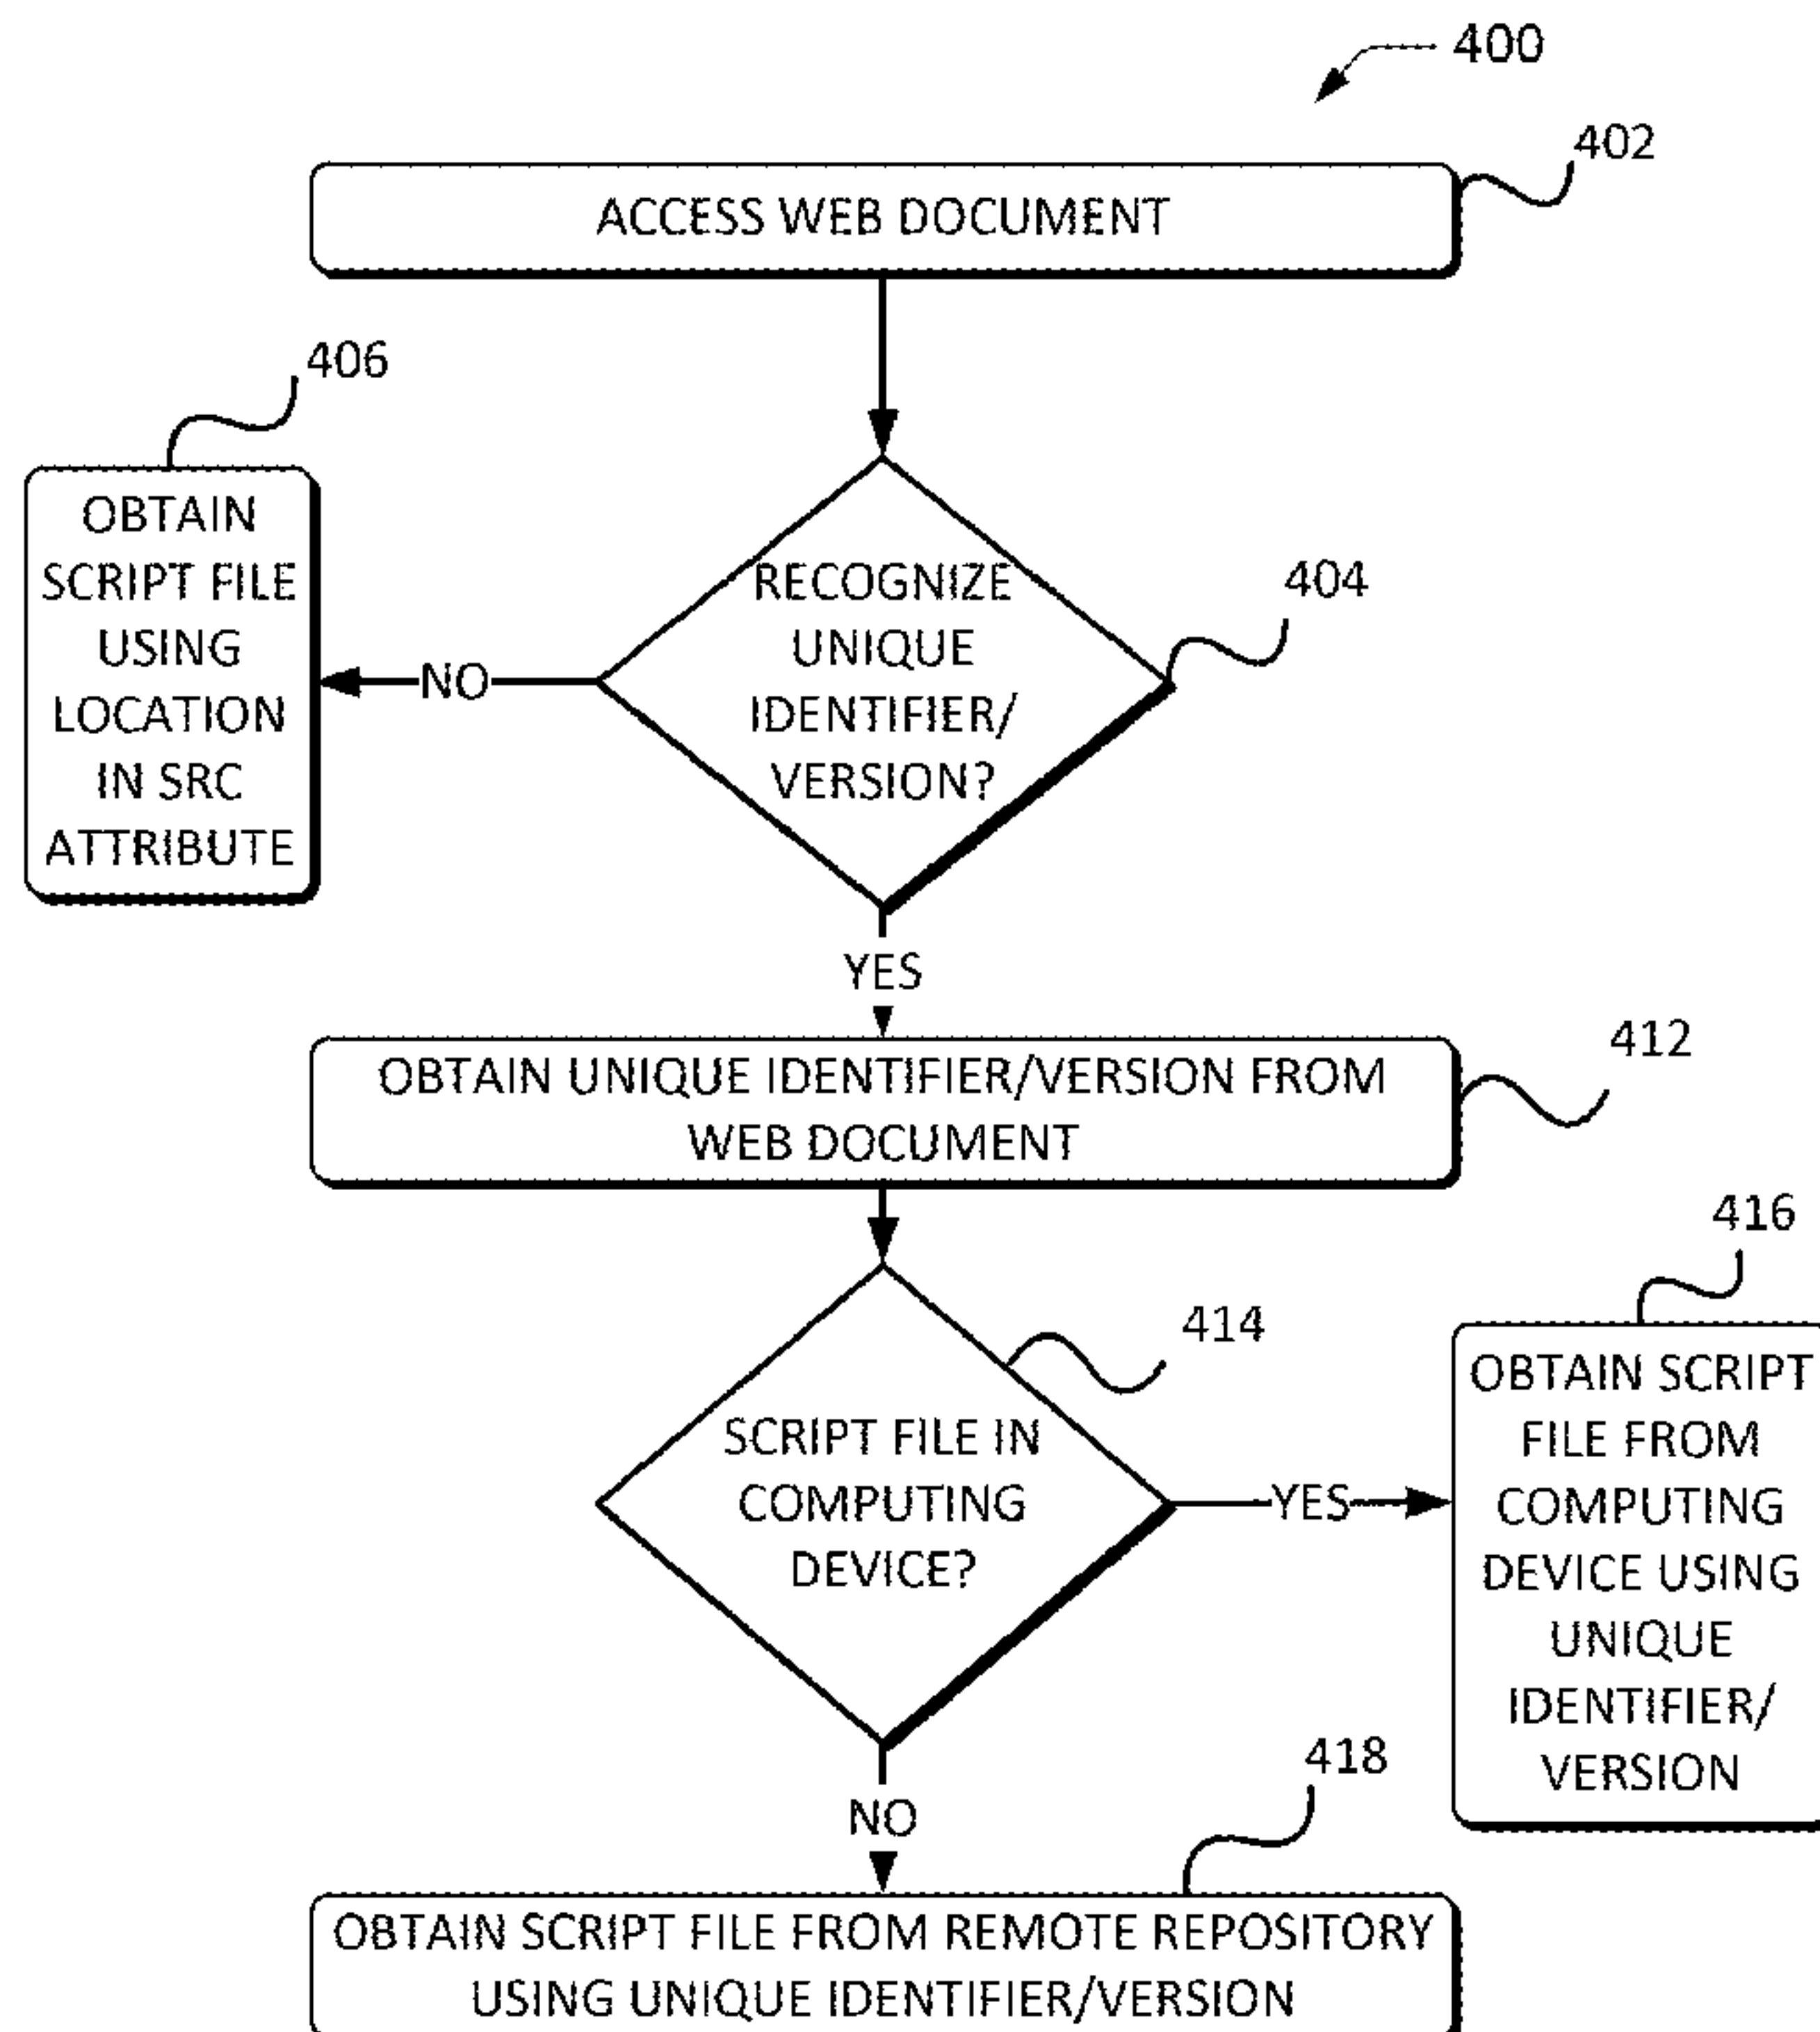 400
402
ACCESS WEB DOCUMENT
406
OBTAIN
SCRIPT FILE
USING
LOCATION
IN SRC
ATTRIBUTE
NO
RECOGNIZE
UNIQUE
IDENTIFIER/
VERSION?
404
YES
412
OBTAIN UNIQUE IDENTIFIER/VERSION FROM
WEB DOCUMENT
414
SCRIPT FILE IN
COMPUTING
DEVICE?
YES
416
OBTAIN SCRIPT
FILE FROM
COMPUTING
DEVICE USING
UNIQUE
IDENTIFIER/
VERSION
NO
418
OBTAIN SCRIPT FILE FROM REMOTE REPOSITORY
USING UNIQUE IDENTIFIER/VERSION